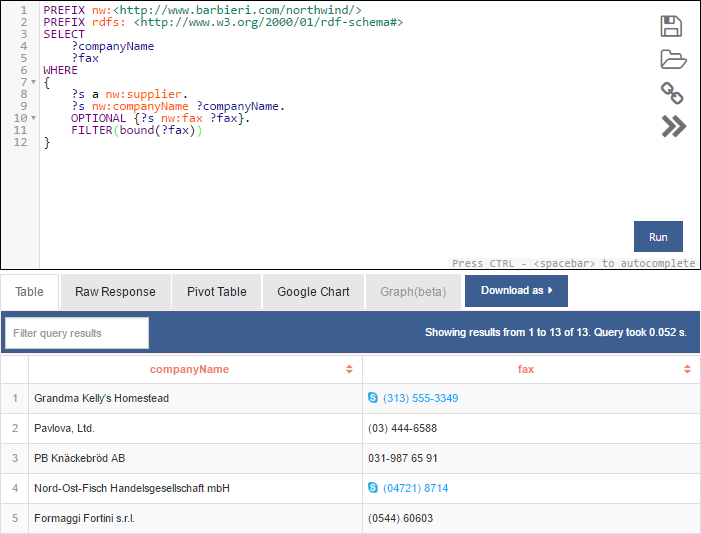 1 PREFIX nw:<http://www.barbieri.com/northwind/>
2 PREFIX rdfs: <http://www.w3.org/2000/01/rdf-schema#>
3 SELECT
4 ?companyName
5 ?fax
6 WHERE
7 {
8 ?s a nw:supplier.
9 ?s nw:companyName ?companyName.
10 OPTIONAL {?s nw:fax ?fax}.
11 FILTER(bound(?fax))
12 }
Run
Press CTRL - <spacebar> to autocomplete
Table Raw Response Pivot Table Google Chart Graph(beta) Download as
Filter query results Showing results from 1 to 13 of 13. Query took 0.052 s.
companyName fax
1 Grandma Kelly's Homestead (313) 555-3349
2 Pavlova, Ltd. (03) 444-6588
3 PB Knäckebröd AB 031-987 65 91
4 Nord-Ost-Fisch Handelsgesellschaft mbH (04721) 8714
5 Formaggi Fortini s.r.l. (0544) 60603